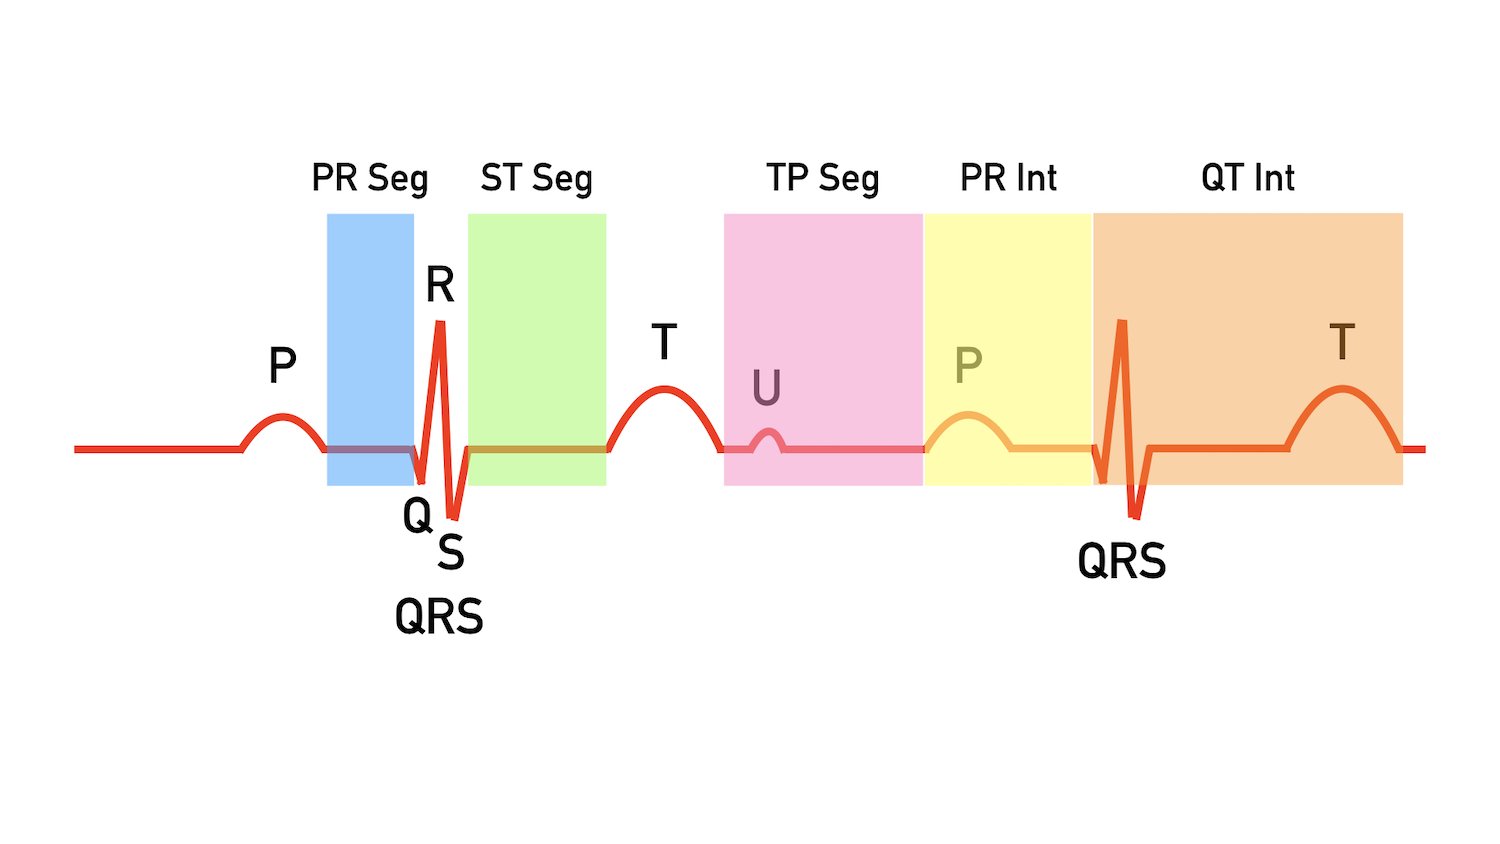 PR Seg
ST Seg
TP Seg
PR Int
QT Int
R
P
T
U
P
T
Q
S
QRS
QRS